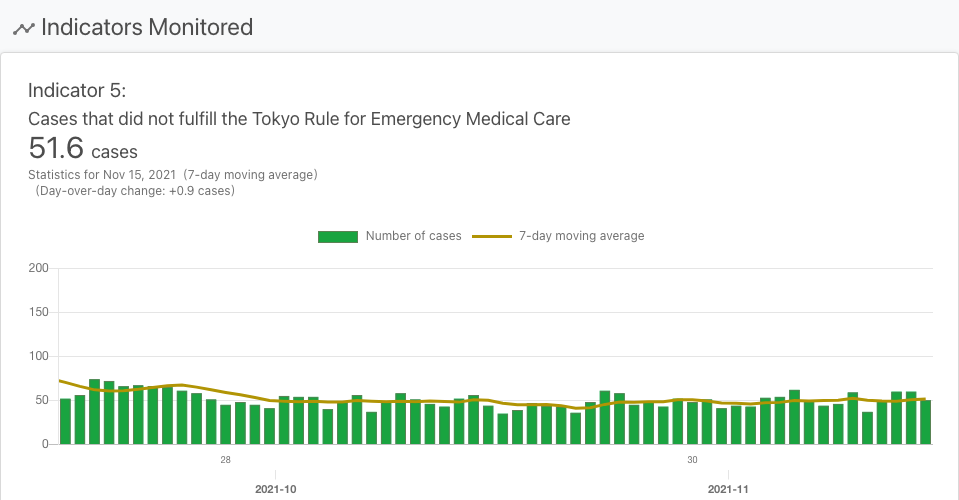 Indicators Monitored
Indicator 5:
Cases that did not fulfill the Tokyo Rule for Emergency Medical Care
51.6 cases
Statistics for Nov 15, 2021 (7-day moving average)
(Day-over-day change: +0.9 cases)
Number of cases 7-day moving average
200
150
100
50
0
28 30
2021-10 2021-11